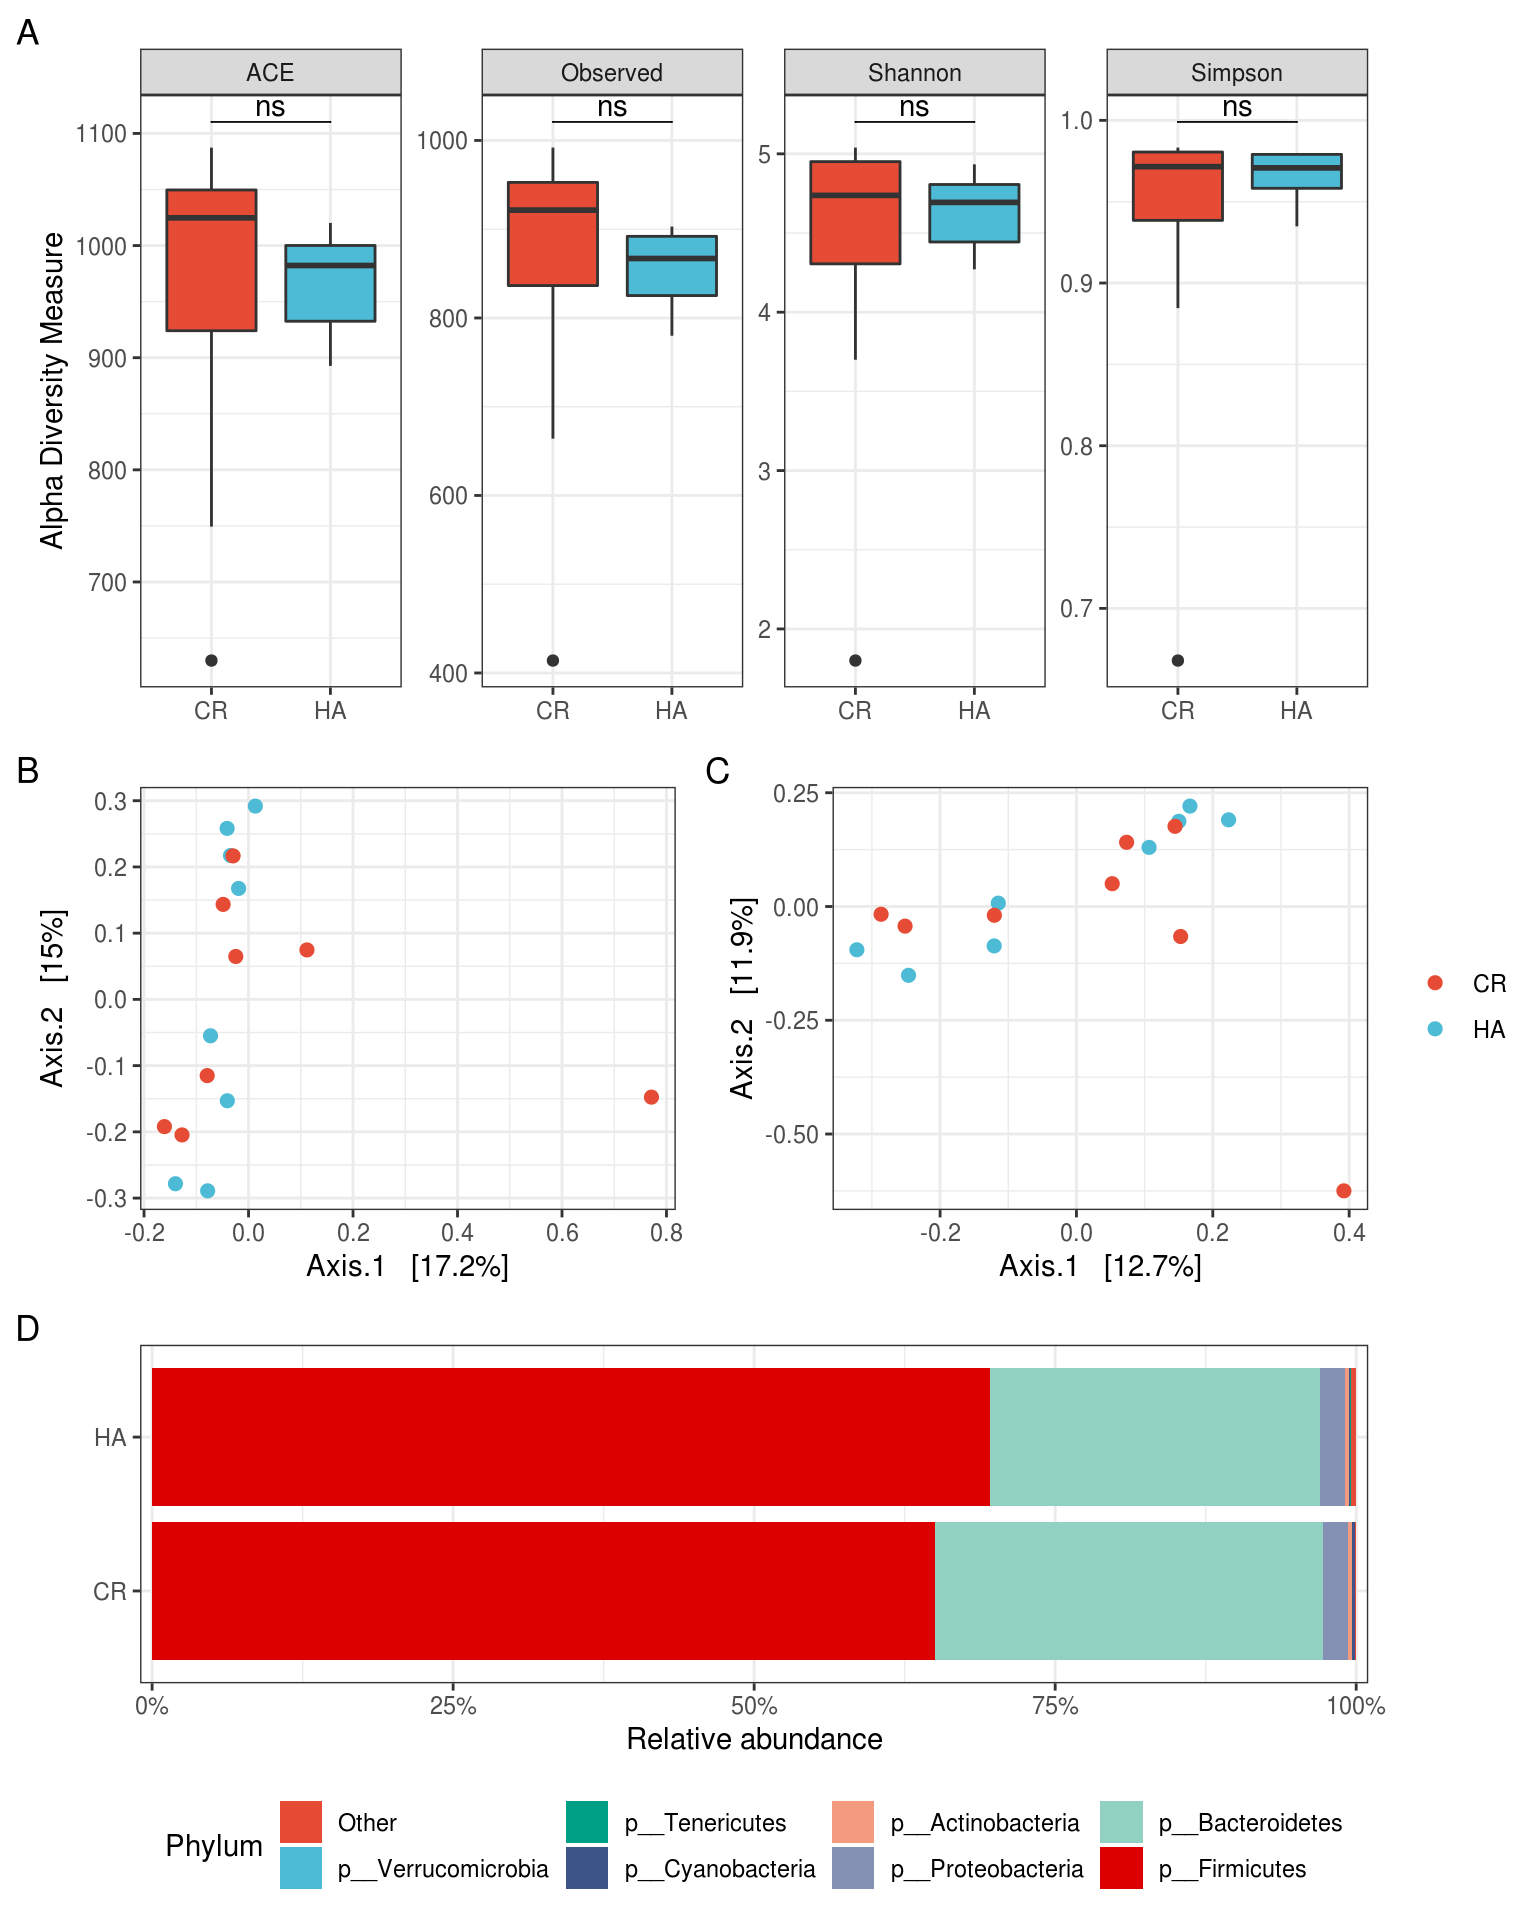 A
ACE
Observed
Shannon
Simpson
ns
ns
ns
ns
Alpha Diversity Measure
1100
1000
900
800
700
1000
800
600
400
5
4
3
2
1.0
0.9
0.8
0.7
CR
HA
CR
HA
CR
HA
CR
HA
B
0.3
0.2
0.1
0.0
-0.1
-0.2
-0.3
Axis.2 [15%]
-0.2
0.0
0.2
0.4
0.6
0.8
Axis.1 [17.2%]
C
0.25
0.00
-0.25
-0.50
Axis.2 [11.9%]
-0.2
0.0
0.2
0.4
Axis.1 [12.7%]
CR
HA
D
HA
CR
0%
25%
50%
75%
100%
Relative abundance
Phylum
Other
p__Verrucomicrobia
p__Tenericutes
p__Cyanobacteria
p__Actinobacteria
p__Proteobacteria
p__Bacteroidetes
p__Firmicutes